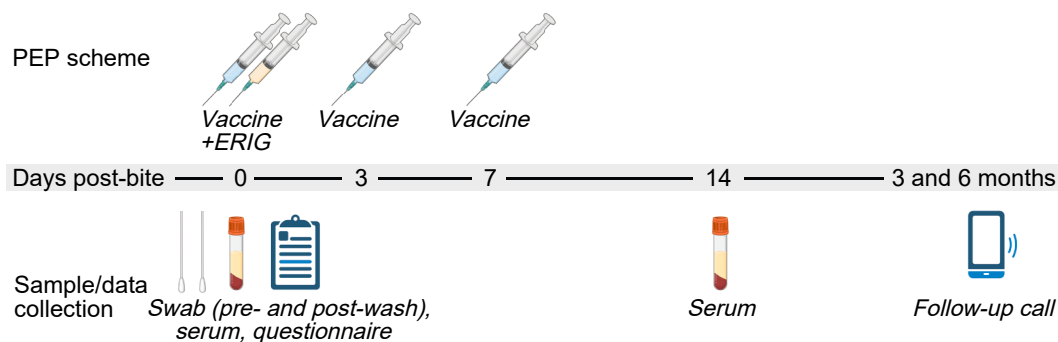 PEP scheme
Vaccine
+ERIG
Vaccine
Vaccine
Days post-bite 0 3 7 14 3 and 6 months
Sample/data
collection
Swab (pre- and post-wash),
serum, questionnaire
Serum
Follow-up call